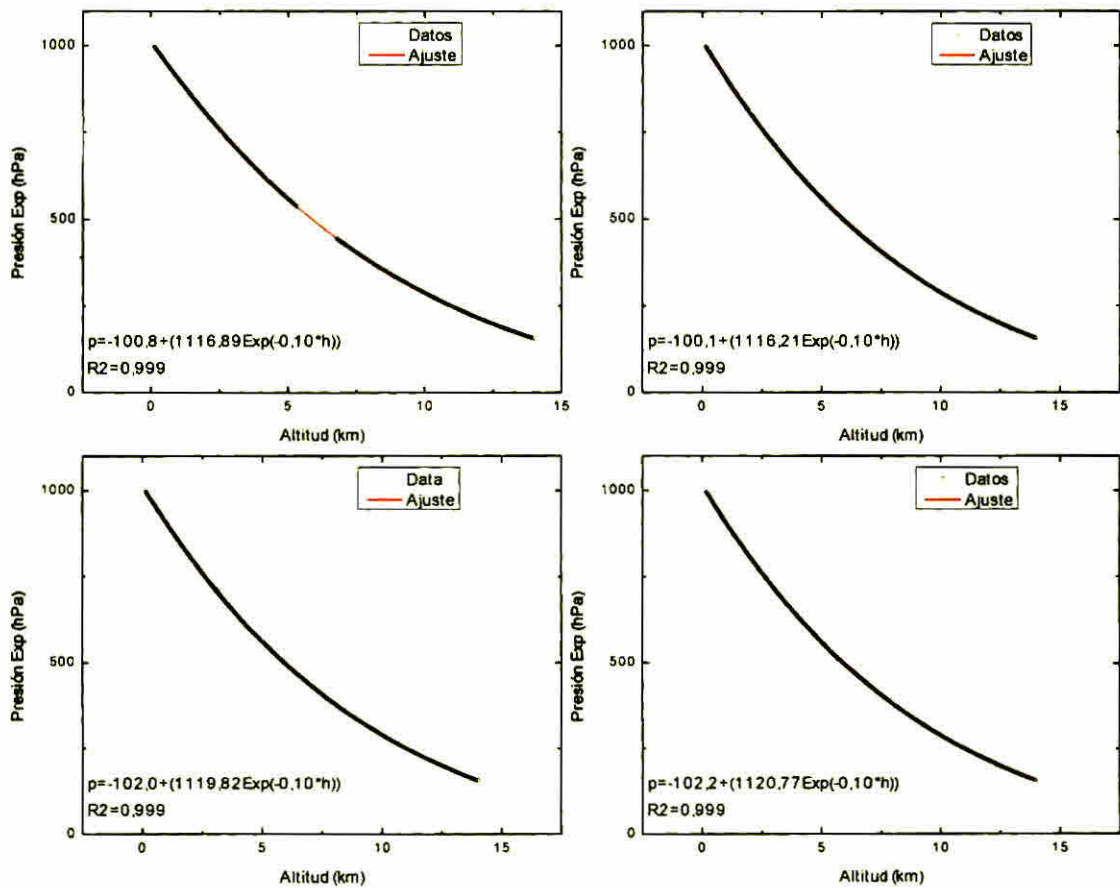 Datos
Ajuste
1000
500
0
Presión Exp (hPa)
p=-100,8+(1116,89Exp(-0,10*h))
R2=0,999
0 5 10 15
Altitud (km)
Datos
Ajuste
1000
500
0
Presión Exp (hPa)
p=-100,1+(1116,21Exp(-0,10*h))
R2=0,999
0 5 10 15
Altitud (km)
Data
Ajuste
1000
500
0
Presión Exp (hPa)
p=-102,0+(1119,82Exp(-0,10*h))
R2=0,999
0 5 10 15
Altitud (km)
Datos
Ajuste
1000
500
0
Presión Exp (hPa)
p=-102,2+(1120,77Exp(-0,10*h))
R2=0,999
0 5 10 15
Altitud (km)